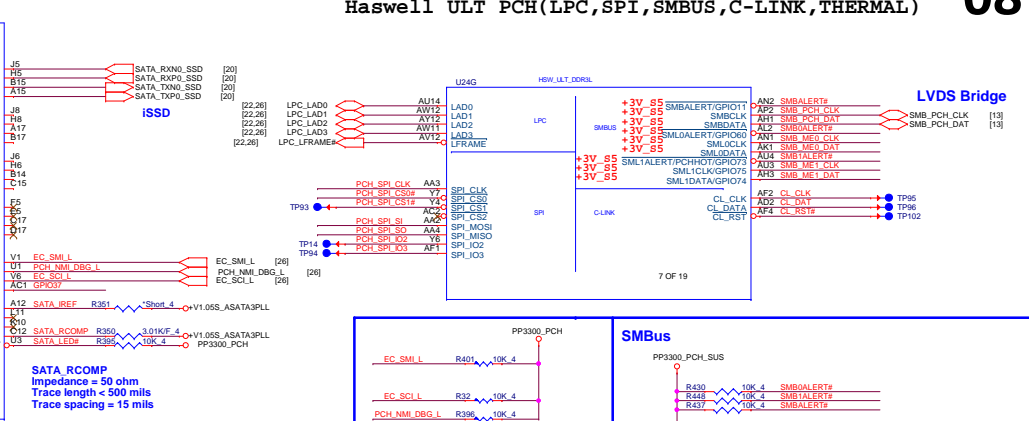 Haswell ULT PCH(LPC,SPI,SMBUS,C-LINK,THERMAL) 08
J5 SATA_RXN0_SSD [20]
H5 SATA_RXP0_SSD [20]
B15 SATA_TXN0_SSD [20]
A15 SATA_TXP0_SSD [20]
iSSD
J8
H8
A17
B17
J6
H6
B14
C15
F5
E5
C17
D17
V1 EC_SMI_L EC_SMI_L [26]
U1 PCH_NMI_DBG_L PCH_NMI_DBG_L [26]
V6 EC_SCI_L EC_SCI_L [26]
AC1 GPIO37
A12 SATA_IREF R351 *Short_4 +V1.05S_ASATA3PLL
L11
K10
C12 SATA_RCOMP R350 3.01K/F_4 +V1.05S_ASATA3PLL
U3 SATA_LED# R395 10K_4 PP3300_PCH
SATA_RCOMP
Impedance = 50 ohm
Trace length < 500 mils
Trace spacing = 15 mils
U24G HSW_ULT_DDR3L
[22,26] LPC_LAD0 AU14 LAD0
[22,26] LPC_LAD1 AW12 LAD1
[22,26] LPC_LAD2 AY12 LAD2
[22,26] LPC_LAD3 AW11 LAD3
[22,26] LPC_LFRAME# AV12 LFRAME
LPC
SMBUS
PCH_SPI_CLK AA3 SPI_CLK
PCH_SPI_CS0# Y7 SPI_CS0
TP93 PCH_SPI_CS1# Y4 SPI_CS1
AC2 SPI_CS2
PCH_SPI_SI AA2 SPI_MOSI
PCH_SPI_SO AA4 SPI_MISO
TP14 PCH_SPI_IO2 Y6 SPI_IO2
TP94 PCH_SPI_IO3 AF1 SPI_IO3
SPI
C-LINK
+3V_S5 SMBALERT/GPIO11 AN2 SMBALERT#
+3V_S5 SMBCLK AP2 SMB_PCH_CLK
+3V_S5 SMBDATA AH1 SMB_PCH_DAT
+3V_S5 SML0ALERT/GPIO60 AL2 SMB0ALERT#
+3V_S5 SML0CLK AN1 SMB_ME0_CLK
+3V_S5 SML0DATA AK1 SMB_ME0_DAT
+3V_S5 SML1ALERT/PCHHOT/GPIO73 AU4 SMB1ALERT#
+3V_S5 SML1CLK/GPIO75 AU3 SMB_ME1_CLK
+3V_S5 SML1DATA/GPIO74 AH3 SMB_ME1_DAT
LVDS Bridge
SMB_PCH_CLK [13]
SMB_PCH_DAT [13]
CL_CLK AF2 CL_CLK TP95
CL_DATA AD2 CL_DAT TP96
CL_RST AF4 CL_RST# TP102
7 OF 19
PP3300_PCH
EC_SMI_L R401 10K_4
EC_SCI_L R32 10K_4
PCH_NMI_DBG_L R396 10K_4
SMBus
PP3300_PCH_SUS
R430 10K_4 SMB0ALERT#
R448 10K_4 SMB1ALERT#
R437 10K_4 SMBALERT#